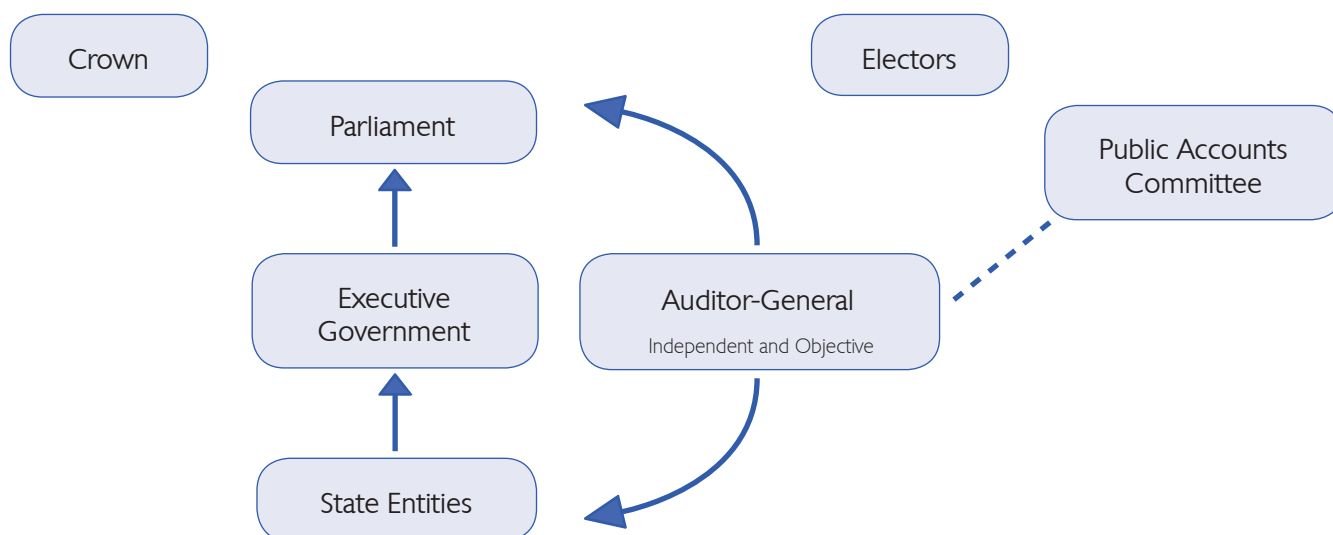 Crown
Electors
Parliament
Public Accounts
Committee
Executive
Government
Auditor-General
Independent and Objective
State Entities